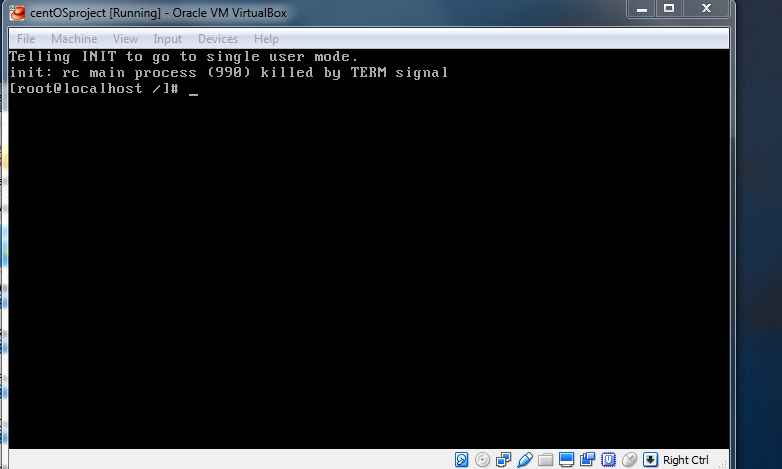 centOSproject [Running] - Oracle VM VirtualBox
File Machine View Input Devices Help
Telling INIT to go to single user mode.
init: rc main process (990) killed by TERM signal
[root@localhost /]# _
Right Ctrl